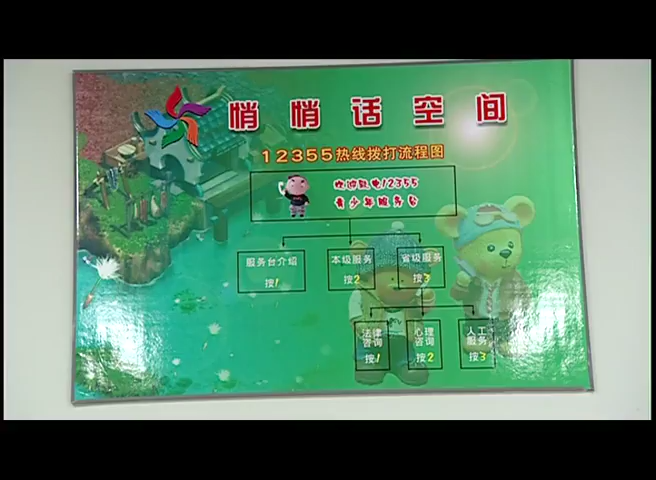 悄悄话空间
12355热线拨打流程图
欢迎致电12355
青少年服务台
服务台介绍
按1
本级服务
按2
省级服务
按3
法律
咨询
按1
心理
咨询
按2
人工
服务
按3